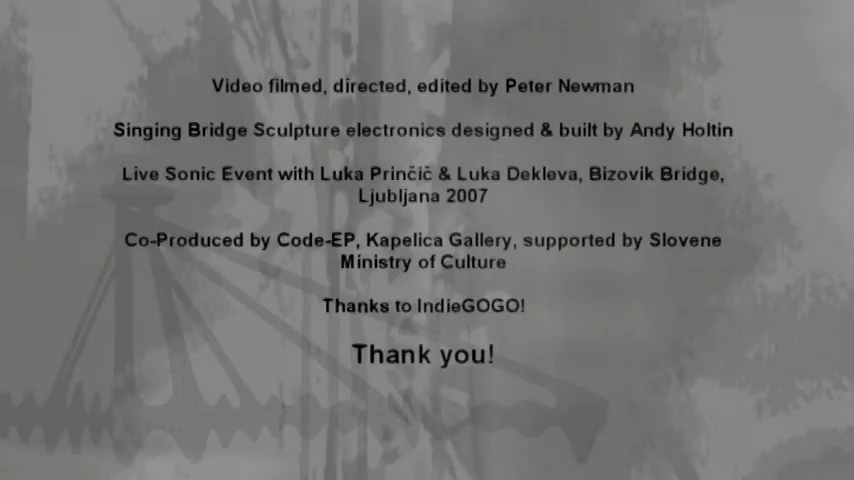 Video filmed, directed, edited by Peter Newman
Singing Bridge Sculpture electronics designed & built by Andy Holtin
Live Sonic Event with Luka Prinčič & Luka Dekleva, Bizovik Bridge,
Ljubljana 2007
Co-Produced by Code-EP, Kapelica Gallery, supported by Slovene
Ministry of Culture
Thanks to IndieGOGO!
Thank you!